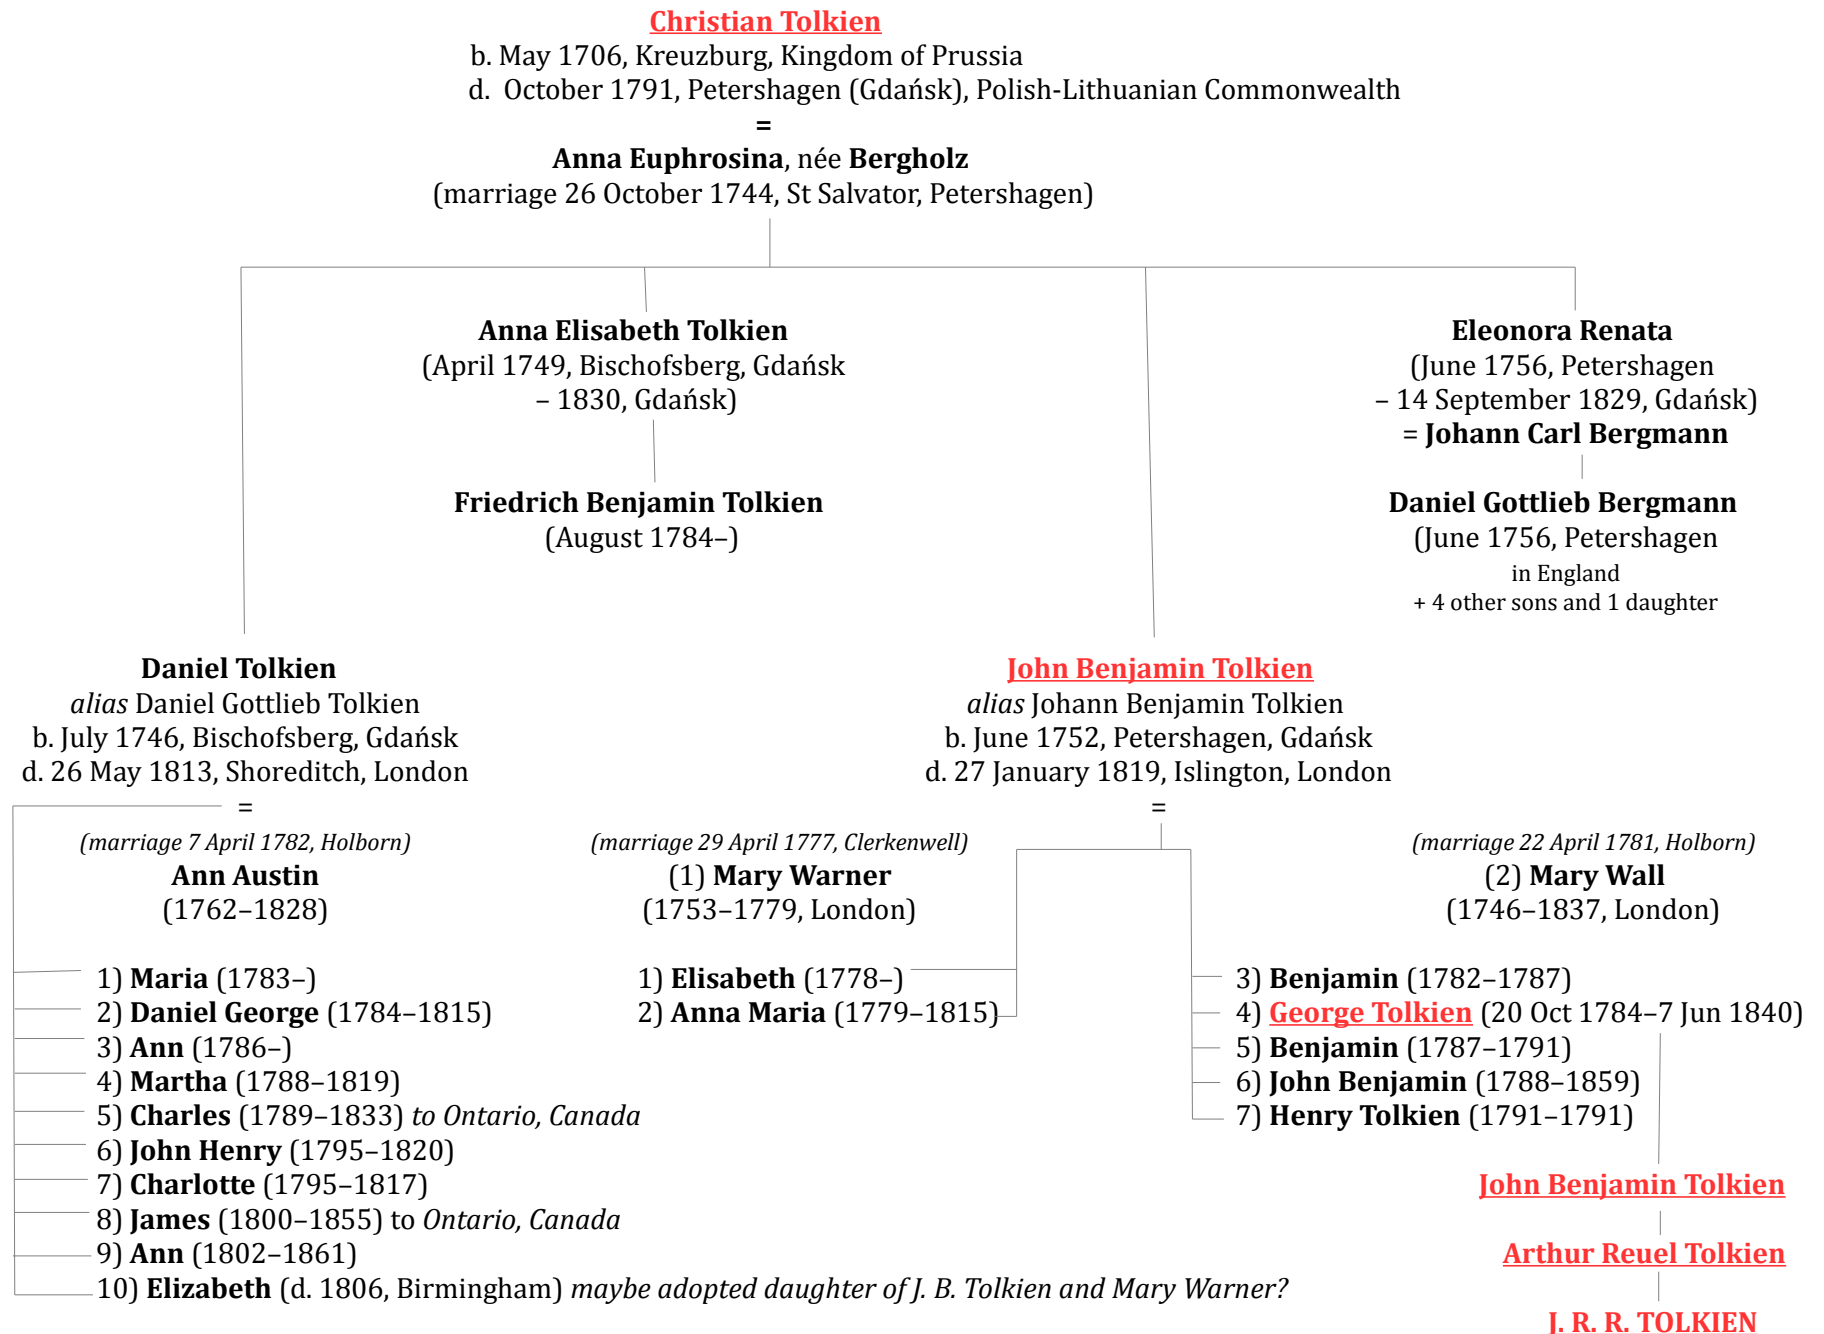 Christian Tolkien
b. May 1706, Kreuzburg, Kingdom of Prussia
d. October 1791, Petershagen (Gdańsk), Polish-Lithuanian Commonwealth
=
Anna Euphrosina, née Bergholz
(marriage 26 October 1744, St Salvator, Petershagen)
Anna Elisabeth Tolkien
(April 1749, Bischofsberg, Gdańsk
– 1830, Gdańsk)
Friedrich Benjamin Tolkien
(August 1784–)
Eleonora Renata
(June 1756, Petershagen
– 14 September 1829, Gdańsk)
= Johann Carl Bergmann
Daniel Gottlieb Bergmann
(June 1756, Petershagen
in England
+ 4 other sons and 1 daughter
Daniel Tolkien
alias Daniel Gottlieb Tolkien
b. July 1746, Bischofsberg, Gdańsk
d. 26 May 1813, Shoreditch, London
=
(marriage 7 April 1782, Holborn)
Ann Austin
(1762–1828)
1) Maria (1783–)
2) Daniel George (1784–1815)
3) Ann (1786–)
4) Martha (1788–1819)
5) Charles (1789–1833) to Ontario, Canada
6) John Henry (1795–1820)
7) Charlotte (1795–1817)
8) James (1800–1855) to Ontario, Canada
9) Ann (1802–1861)
10) Elizabeth (d. 1806, Birmingham) maybe adopted daughter of J. B. Tolkien and Mary Warner?
John Benjamin Tolkien
alias Johann Benjamin Tolkien
b. June 1752, Petershagen, Gdańsk
d. 27 January 1819, Islington, London
=
(marriage 29 April 1777, Clerkenwell)
(1) Mary Warner
(1753–1779, London)
1) Elisabeth (1778–)
2) Anna Maria (1779–1815)
(marriage 22 April 1781, Holborn)
(2) Mary Wall
(1746–1837, London)
3) Benjamin (1782–1787)
4) George Tolkien (20 Oct 1784–7 Jun 1840)
5) Benjamin (1787–1791)
6) John Benjamin (1788–1859)
7) Henry Tolkien (1791–1791)
John Benjamin Tolkien
Arthur Reuel Tolkien
J. R. R. TOLKIEN